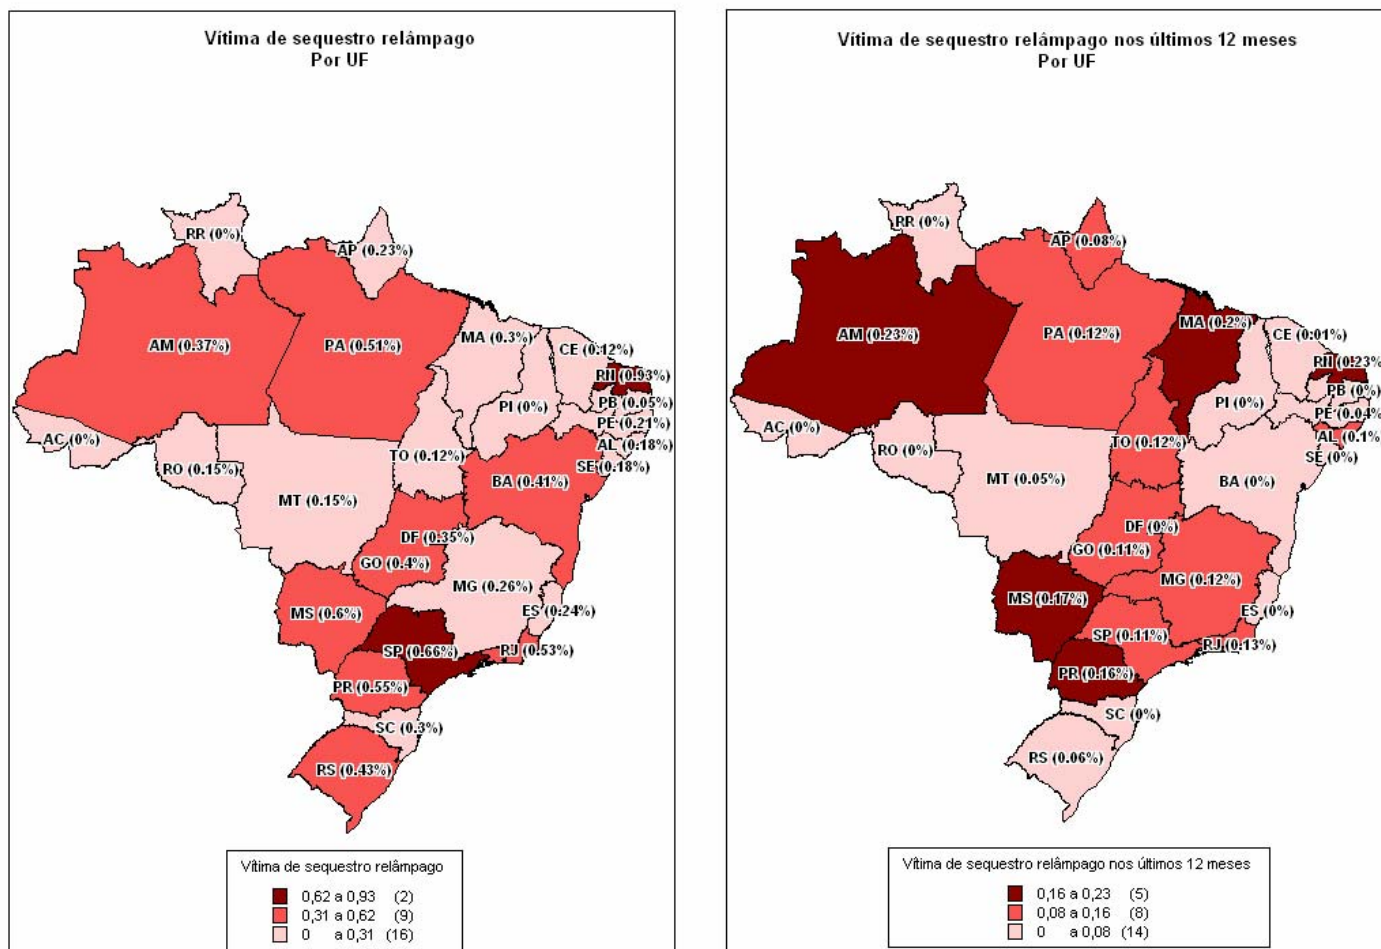 Vítima de sequestro relâmpago
Por UF
RR (0%)
AP (0.23%)
AM (0.37%)
PA (0.51%)
MA (0.3%)
CE (0.12%)
RN (0.93%)
PB (0.05%)
PI (0%)
PE (0.21%)
AC (0%)
AL (0.18%)
RO (0.15%)
TO (0.12%)
SE (0.18%)
BA (0.41%)
MT (0.15%)
DF (0.35%)
GO (0.4%)
MG (0.26%)
MS (0.6%)
ES (0.24%)
SP (0.66%)
RJ (0.53%)
PR (0.55%)
SC (0.3%)
RS (0.43%)
Vítima de sequestro relâmpago
0,62 a 0,93 (2)
0,31 a 0,62 (9)
0 a 0,31 (16)
Vítima de sequestro relâmpago nos últimos 12 meses
Por UF
RR (0%)
AP (0.08%)
AM (0.23%)
PA (0.12%)
MA (0.2%)
CE (0.01%)
RN (0.23%)
PB (0%)
PI (0%)
PE (0.04%)
AC (0%)
AL (0.1%)
RO (0%)
TO (0.12%)
SE (0%)
MT (0.05%)
BA (0%)
DF (0%)
GO (0.11%)
MG (0.12%)
MS (0.17%)
ES (0%)
SP (0.11%)
RJ (0.13%)
PR (0.16%)
SC (0%)
RS (0.06%)
Vítima de sequestro relâmpago nos últimos 12 meses
0,16 a 0,23 (5)
0,08 a 0,16 (8)
0 a 0,08 (14)